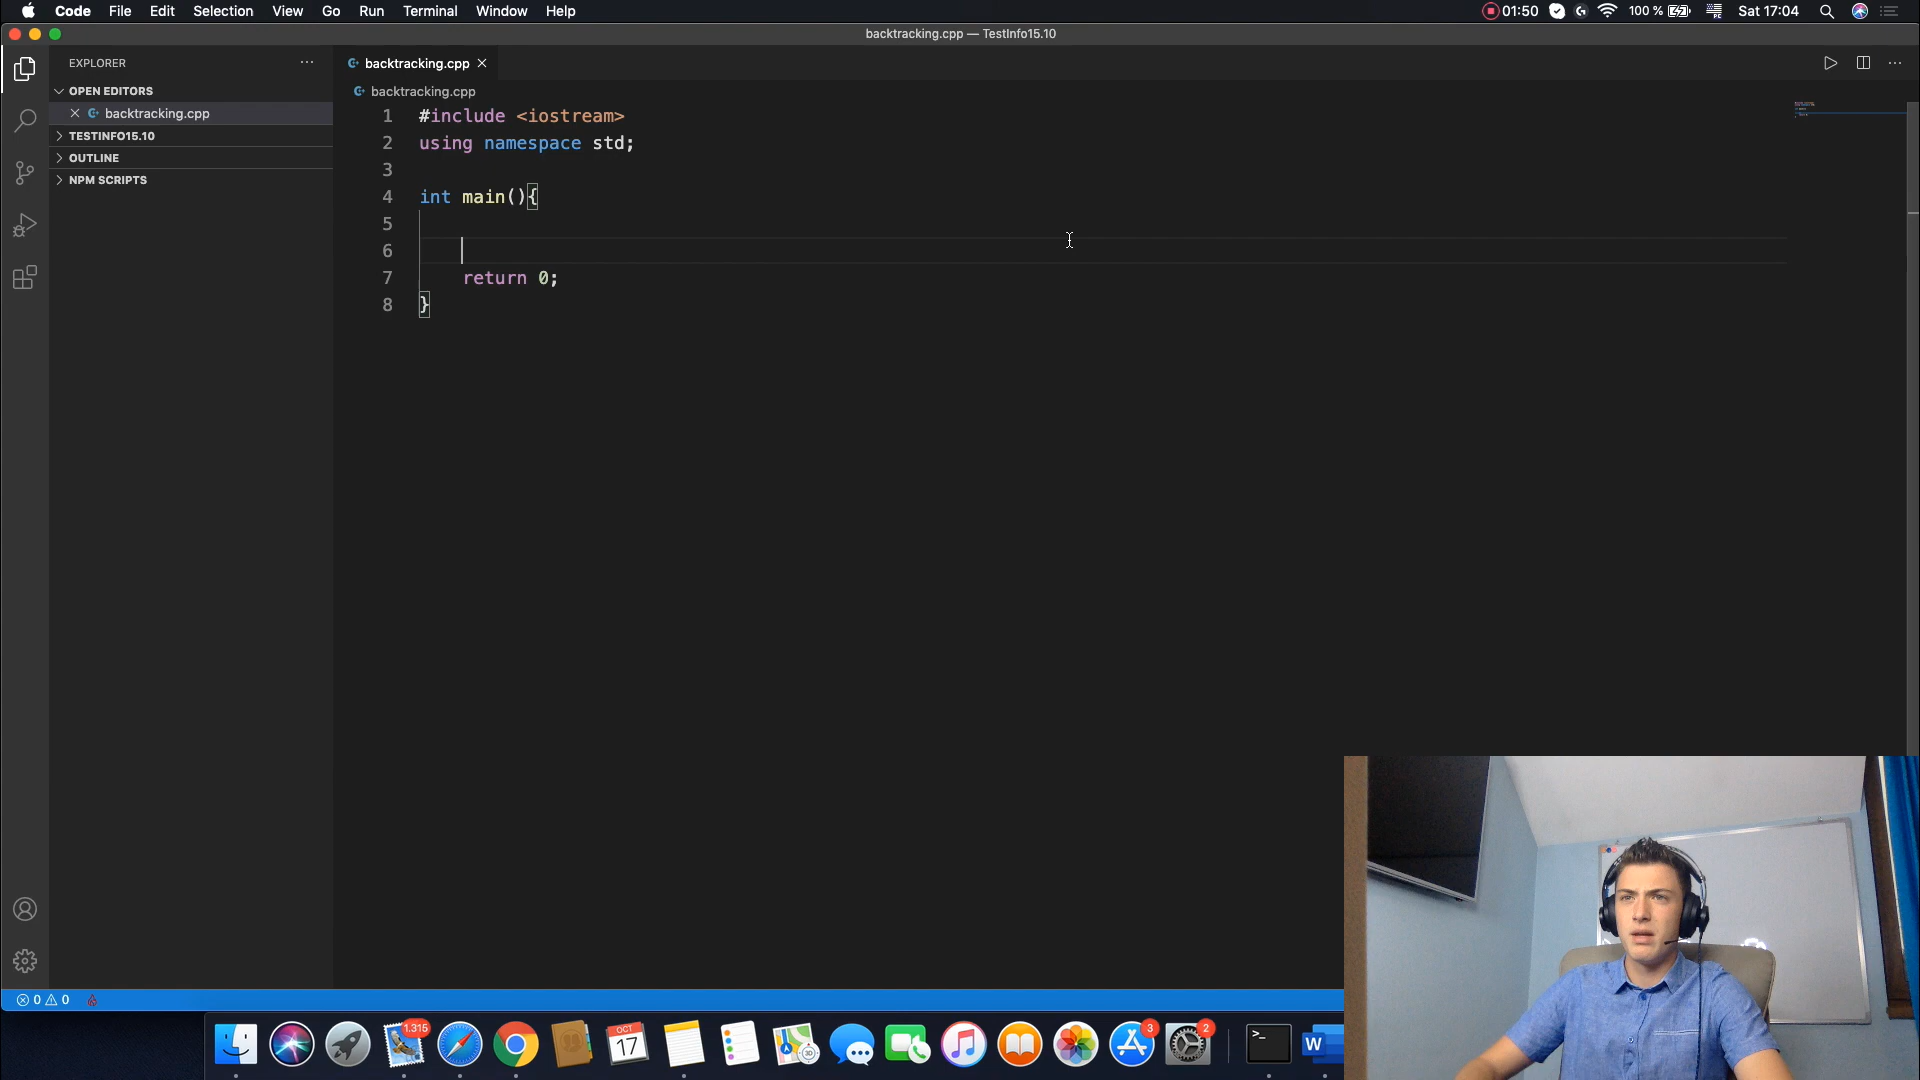 Code File Edit Selection View Go Run Terminal Window Help 01:50 100 % Sat 17:04
backtracking.cpp — TestInfo15.10
EXPLORER
backtracking.cpp
OPEN EDITORS
backtracking.cpp
backtracking.cpp
TESTINFO15.10
OUTLINE
NPM SCRIPTS
1 #include <iostream>
2 using namespace std;
3
4 int main(){
5
6
7 return 0;
8 }
0 0
1.315
OCT
17
3D
3
2
>_
W